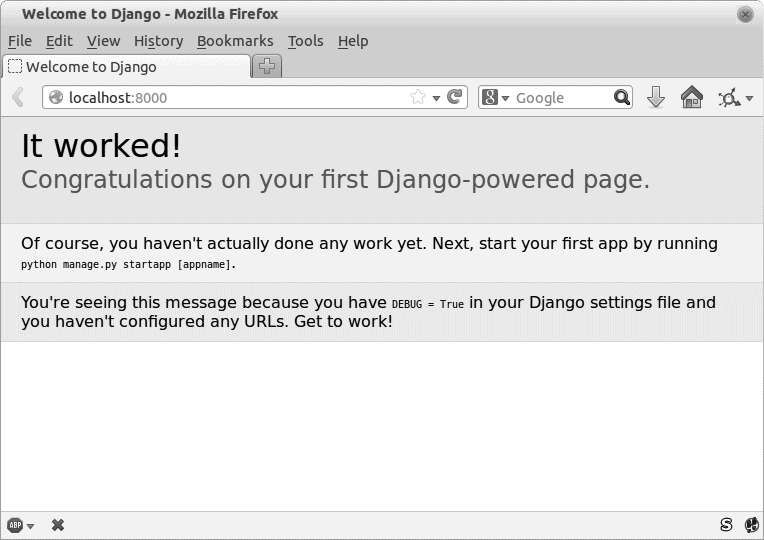 Welcome to Django - Mozilla Firefox
File Edit View History Bookmarks Tools Help
Welcome to Django
localhost:8000 8 Google
It worked!
Congratulations on your first Django-powered page.
Of course, you haven't actually done any work yet. Next, start your first app by running
python manage.py startapp [appname].
You're seeing this message because you have DEBUG = True in your Django settings file and
you haven't configured any URLs. Get to work!
ABP S